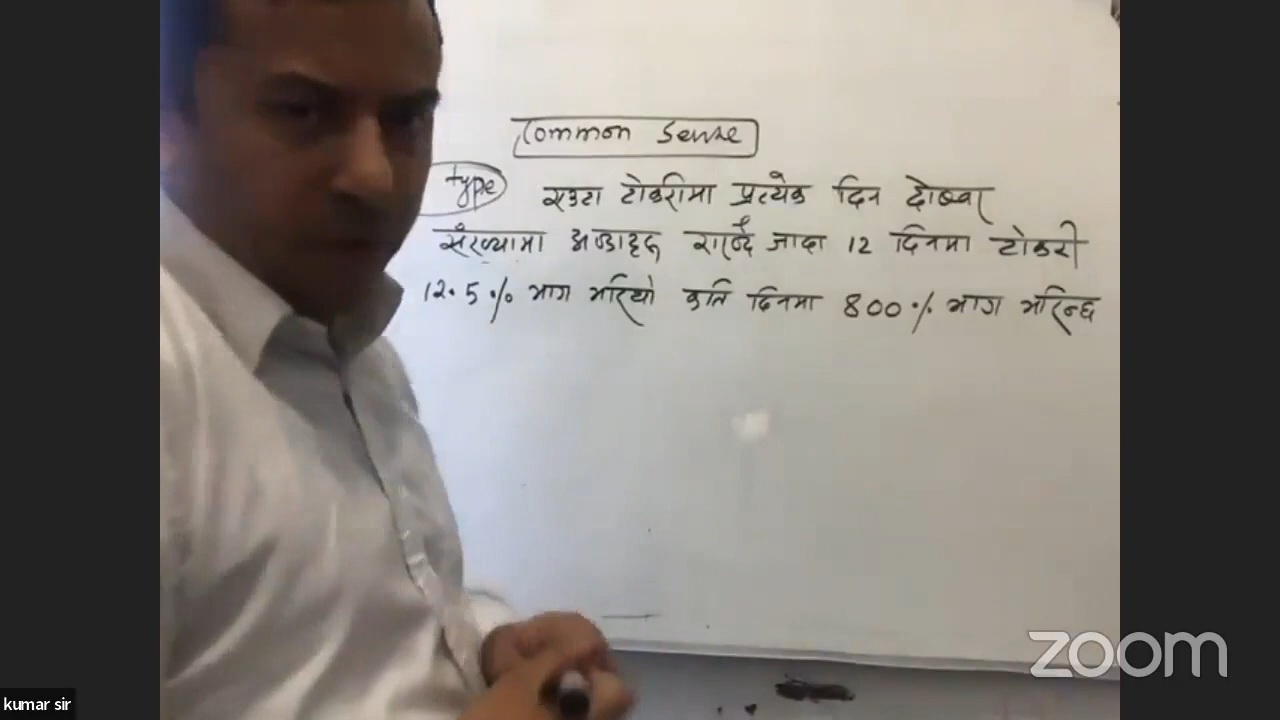 Common Sense
type एउटा टोकरीमा प्रत्येक दिन दोब्बर
संख्यामा अण्डाहरु राख्दै जादा 12 दिनमा टोकरी
12.5% भाग भरियो कति दिनमा 800% भाग भरिन्छ
zoom
kumar sir